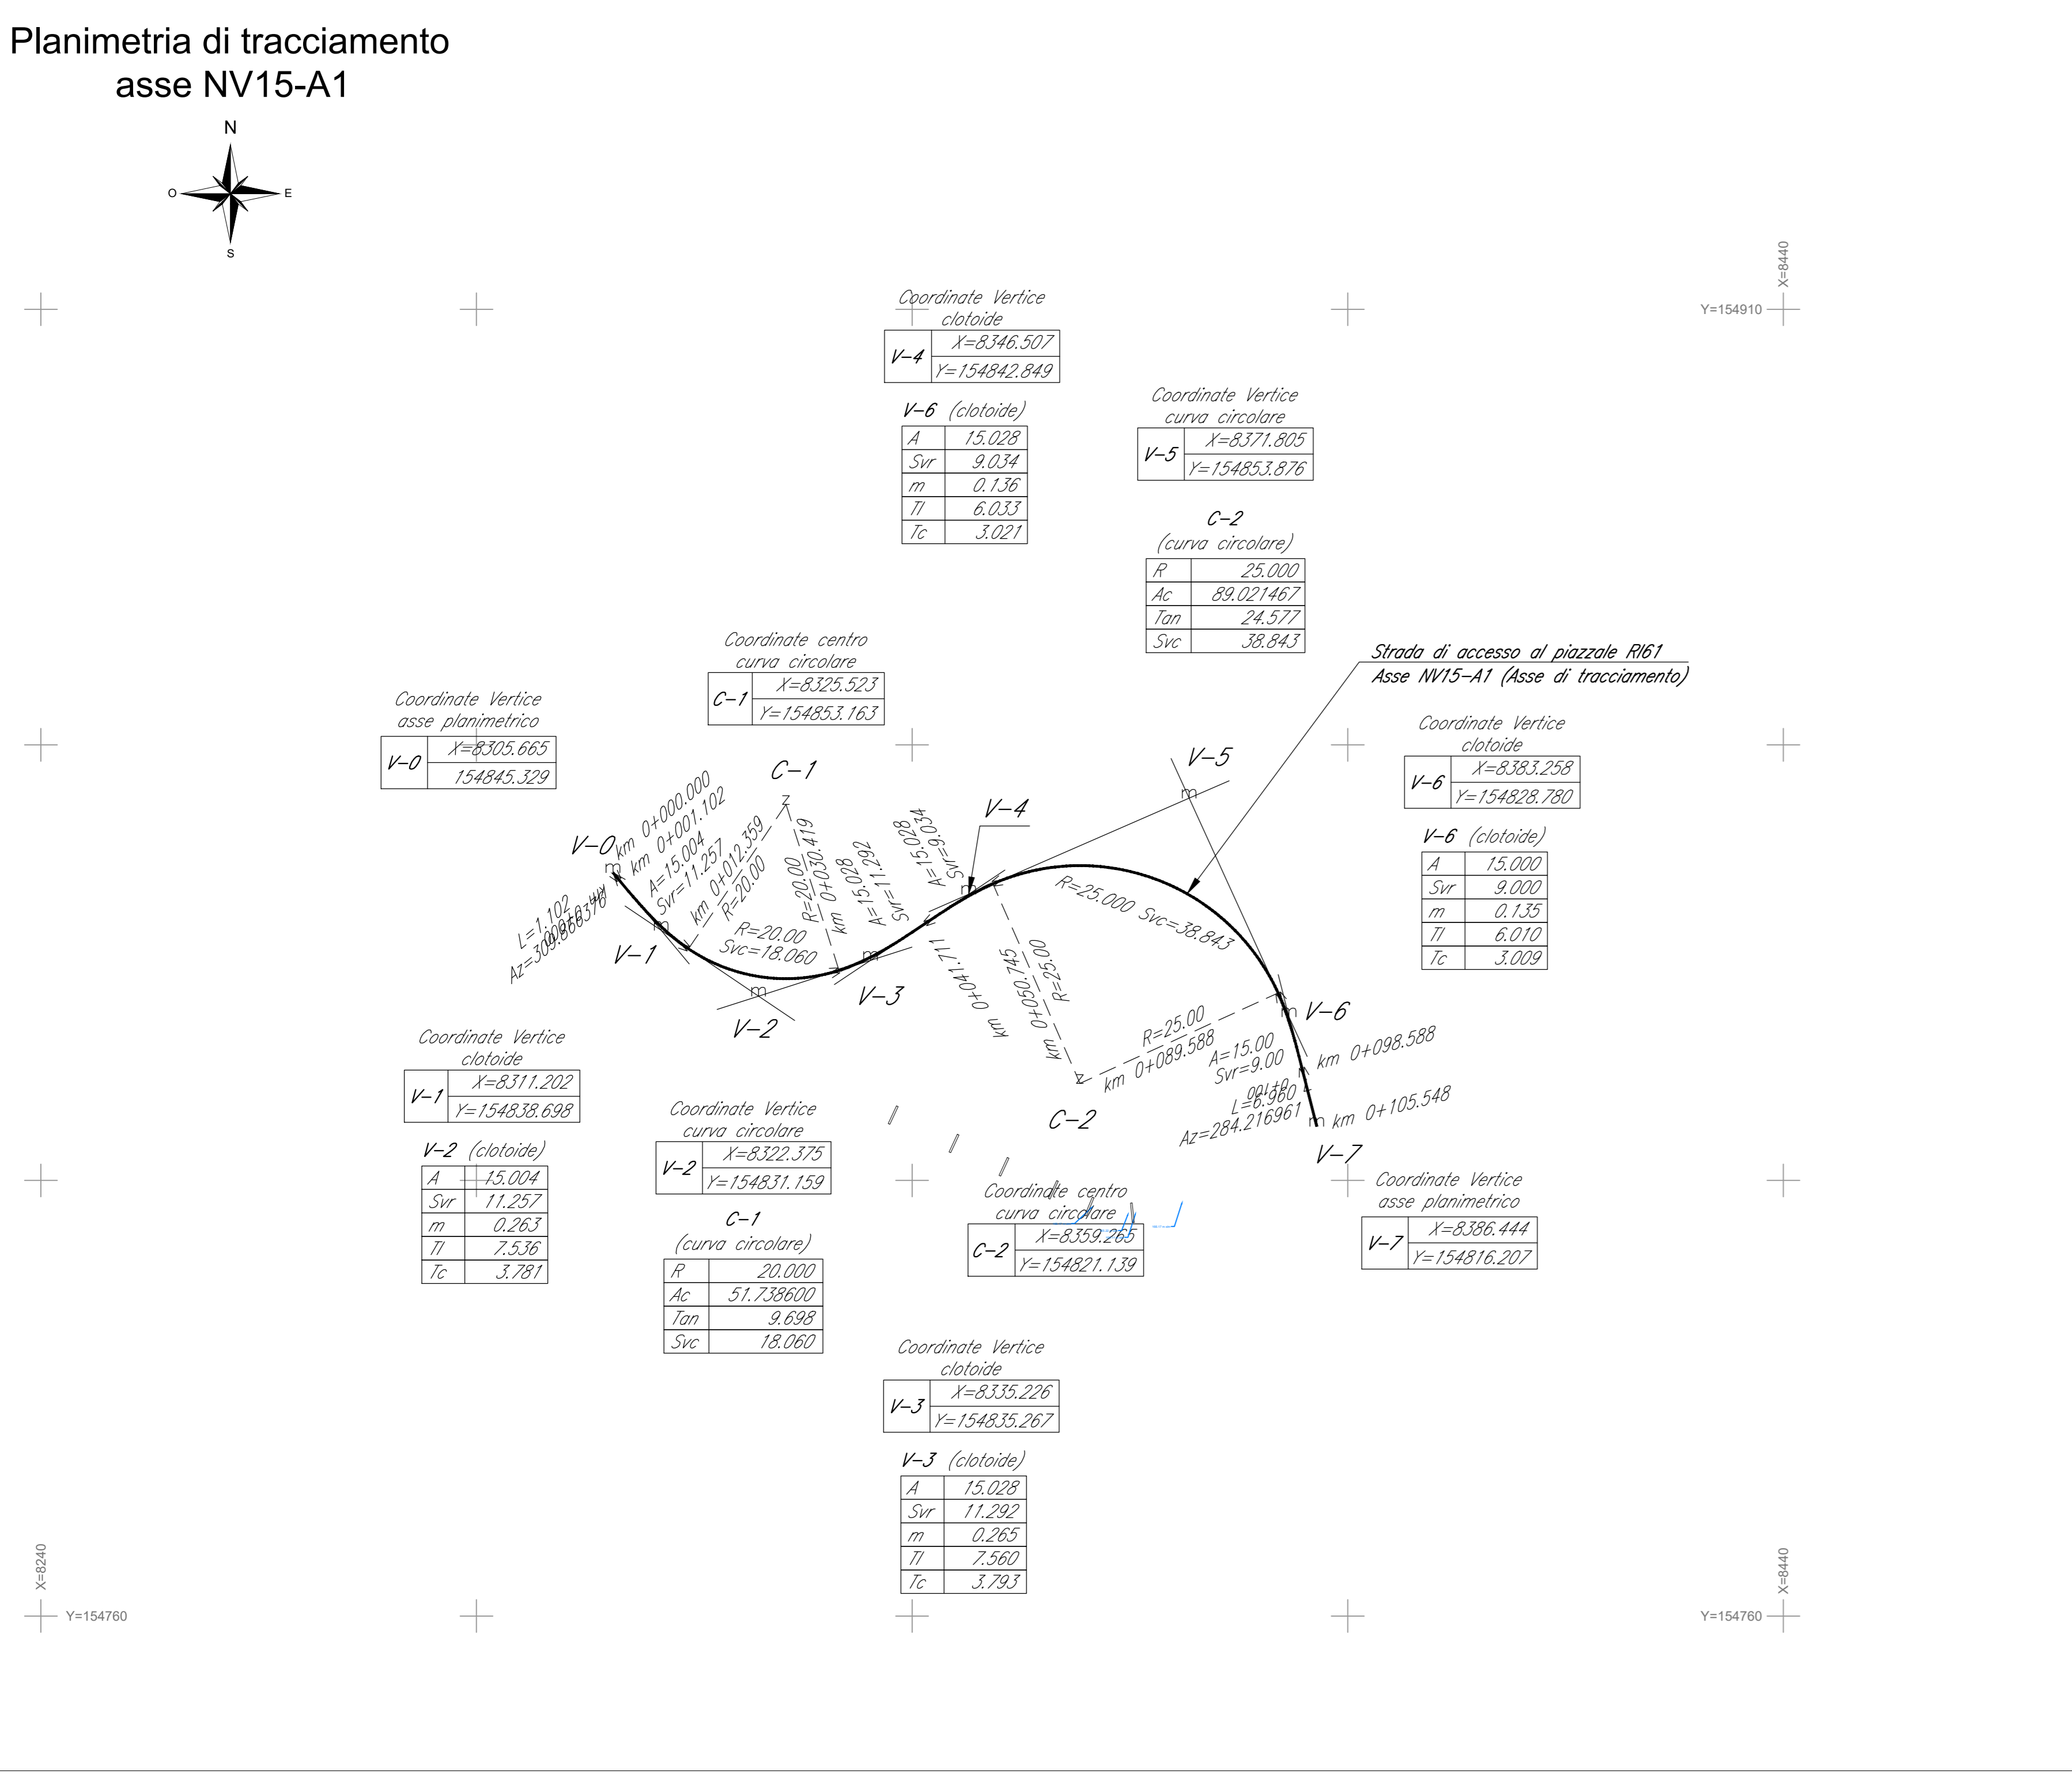 Planimetria di tracciamento
asse NV15-A1
N
O
E
S
X=8440
Y=154910
Coordinate Vertice
clotoide
V-4
X=8346.507
Y=154842.849
V-6 (clotoide)
A 15.028
Svr 9.034
m 0.136
Tl 6.033
Tc 3.021
Coordinate Vertice
curva circolare
V-5
X=8371.805
Y=154853.876
C-2
(curva circolare)
R 25.000
Ac 89.021467
Tan 24.577
Svc 38.843
Coordinate centro
curva circolare
C-1
X=8325.523
Y=154853.163
Strada di accesso al piazzale RI61
Asse NV15-A1 (Asse di tracciamento)
Coordinate Vertice
asse planimetrico
V-0
X=8305.665
154845.329
Coordinate Vertice
clotoide
V-6
X=8383.258
Y=154828.780
V-6 (clotoide)
A 15.000
Svr 9.000
m 0.135
Tl 6.010
Tc 3.009
V-0
km 0+000.000
km 0+001.102
A=15.004
Svr=11.257
km 0+012.359
R=20.00
C-1
Z
R=20.00
km 0+030.419
A=15.028
Svr=11.292
A=15.028
Svr=9.034
V-4
V-5
m
m
L=1.102
Az=309.866376
V-1
m
R=20.00
Svc=18.060
m
V-2
m
V-3
m
km 0+041.711
km 0+050.745
R=25.00
R=25.000 Svc=38.843
Z
C-2
R=25.00
km 0+089.588
m
V-6
A=15.00
Svr=9.00
km 0+098.588
0+100
L=6.960
Az=284.216961
m
km 0+105.548
V-7
Coordinate Vertice
clotoide
V-1
X=8311.202
Y=154838.698
V-2 (clotoide)
A 15.004
Svr 11.257
m 0.263
Tl 7.536
Tc 3.781
Coordinate Vertice
curva circolare
V-2
X=8322.375
Y=154831.159
C-1
(curva circolare)
R 20.000
Ac 51.738600
Tan 9.698
Svc 18.060
Coordinate centro
curva circolare
C-2
X=8359.265
Y=154821.139
Coordinate Vertice
asse planimetrico
V-7
X=8386.444
Y=154816.207
Coordinate Vertice
clotoide
V-3
X=8335.226
Y=154835.267
V-3 (clotoide)
A 15.028
Svr 11.292
m 0.265
Tl 7.560
Tc 3.793
X=8240
Y=154760
X=8440
Y=154760